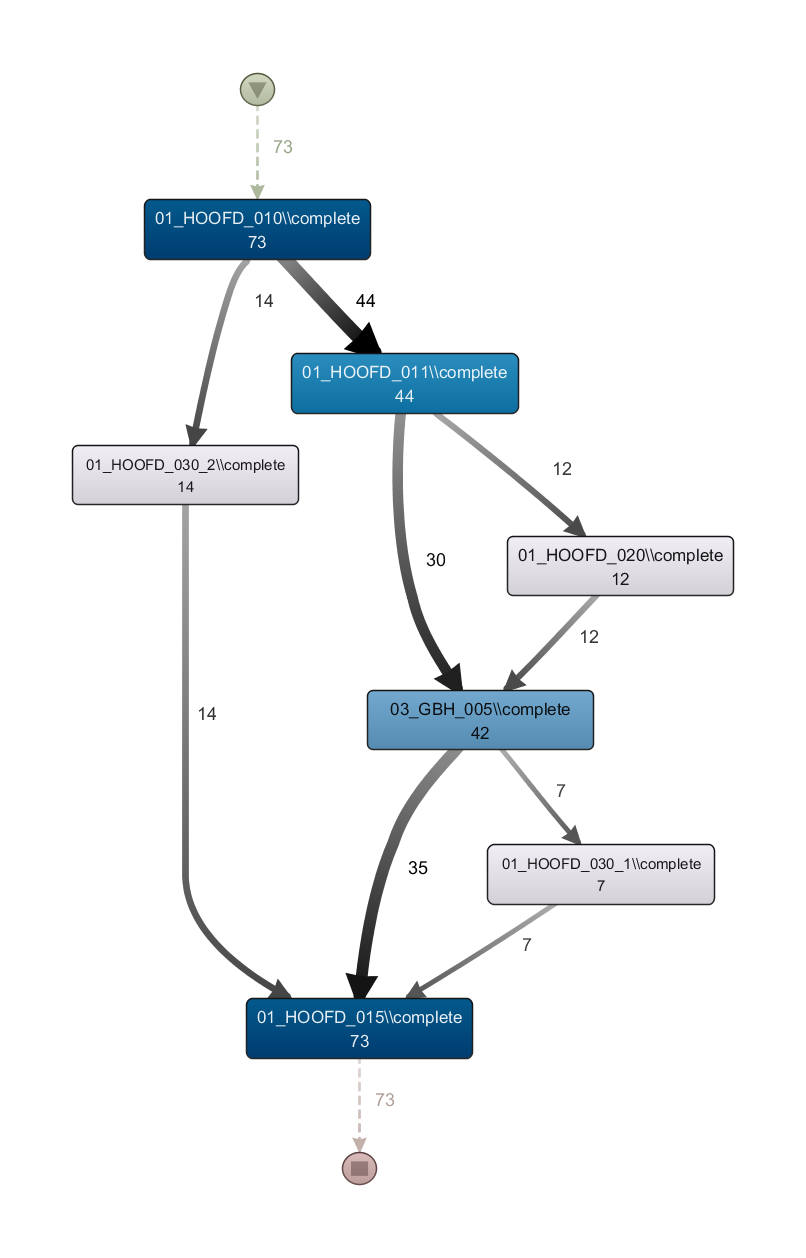 73
01_HOOFD_010\\complete
73
14
44
01_HOOFD_011\\complete
44
01_HOOFD_030_2\\complete
14
12
30
01_HOOFD_020\\complete
12
12
14
03_GBH_005\\complete
42
7
35
01_HOOFD_030_1\\complete
7
7
01_HOOFD_015\\complete
73
73